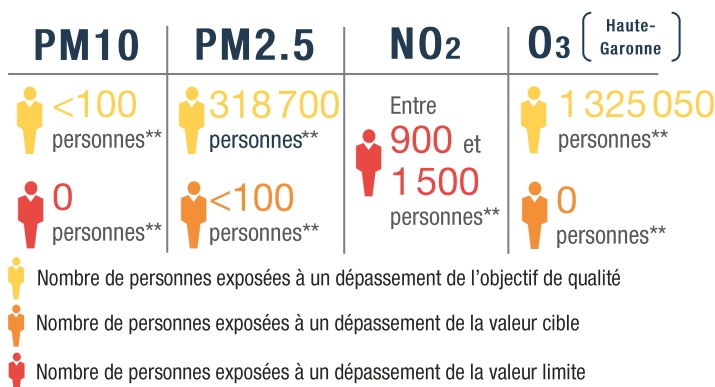 PM10
<100
personnes**
0
personnes**
PM2.5
318 700
personnes**
<100
personnes**
NO2
Entre
900 et
1 500
personnes**
O3
Haute-
Garonne
1 325 050
personnes**
0
personnes**
Nombre de personnes exposées à un dépassement de l'objectif de qualité
Nombre de personnes exposées à un dépassement de la valeur cible
Nombre de personnes exposées à un dépassement de la valeur limite